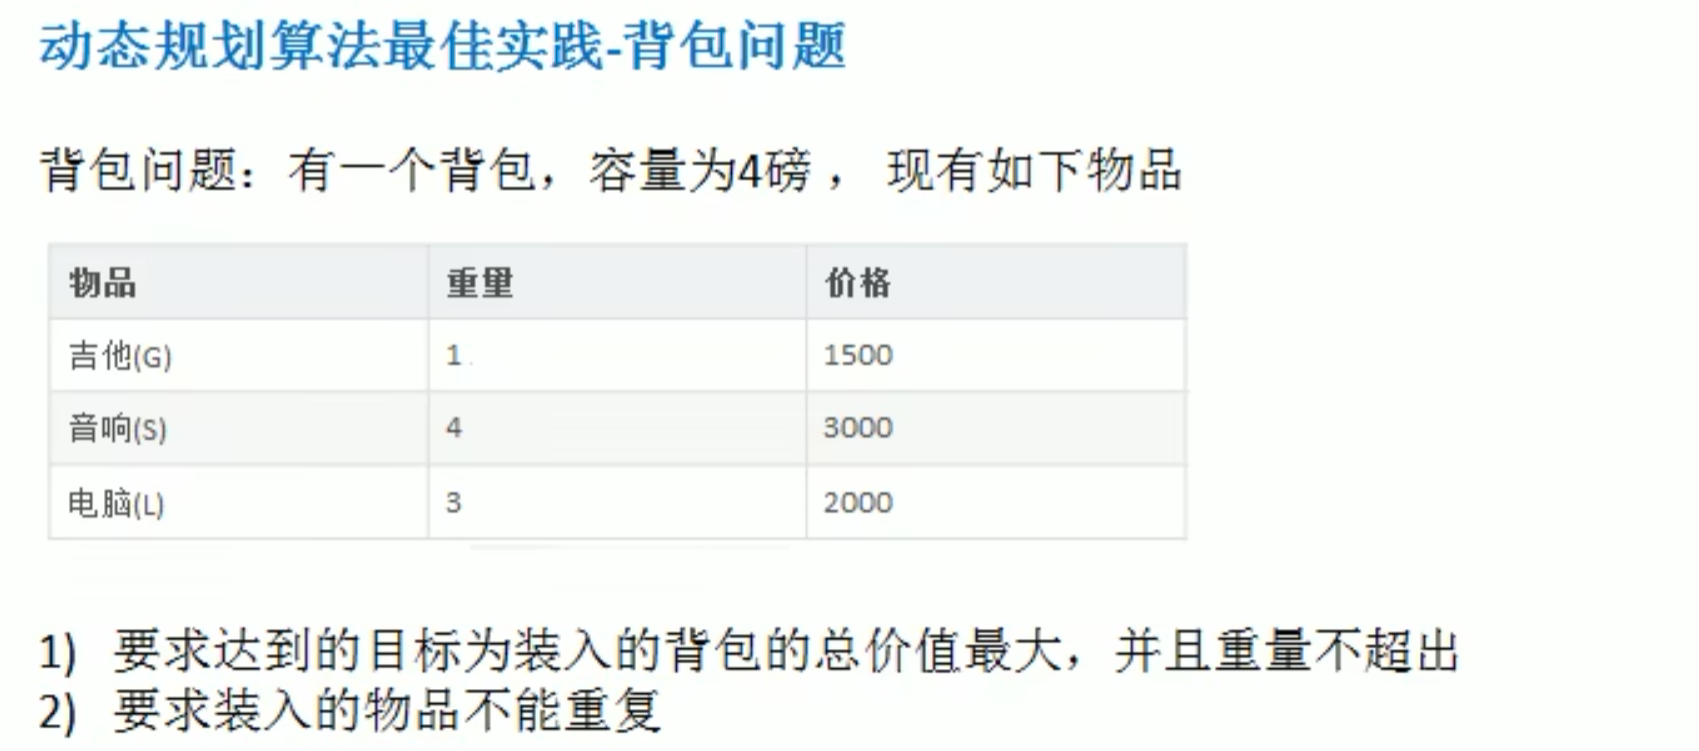 动态规划算法最佳实践-背包问题
背包问题：有一个背包，容量为4磅 ， 现有如下物品
物品 重量 价格
吉他(G) 1 1500
音响(S) 4 3000
电脑(L) 3 2000
1) 要求达到的目标为装入的背包的总价值最大，并且重量不超出
2) 要求装入的物品不能重复